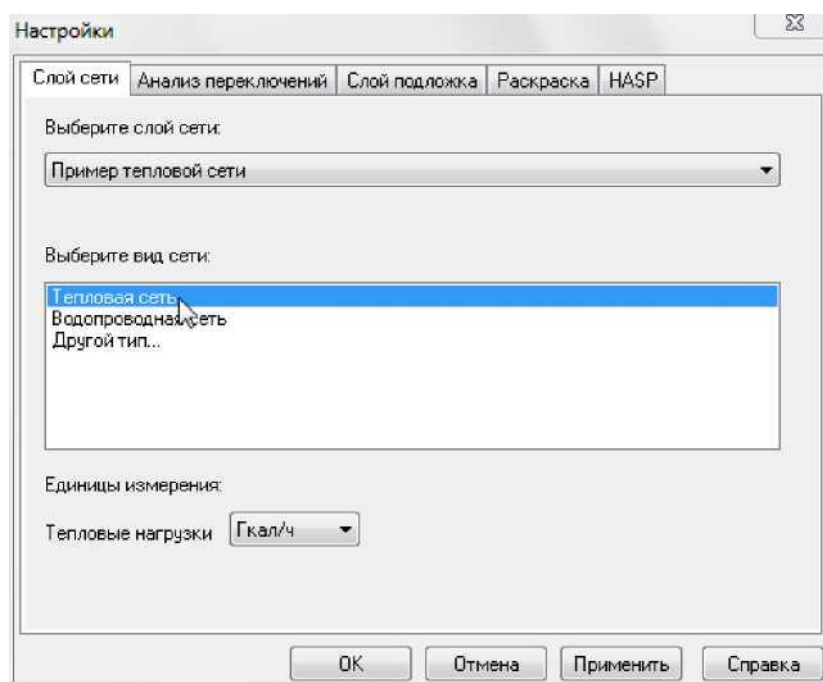 Настройки
Слой сети Анализ переключений Слой подложка Раскраска HASP
Выберите слой сети:
Пример тепловой сети
Выберите вид сети:
Тепловая сеть
Водопроводная сеть
Другой тип...
Единицы измерения:
Тепловые нагрузки Гкал/ч
OK Отмена Применить Справка